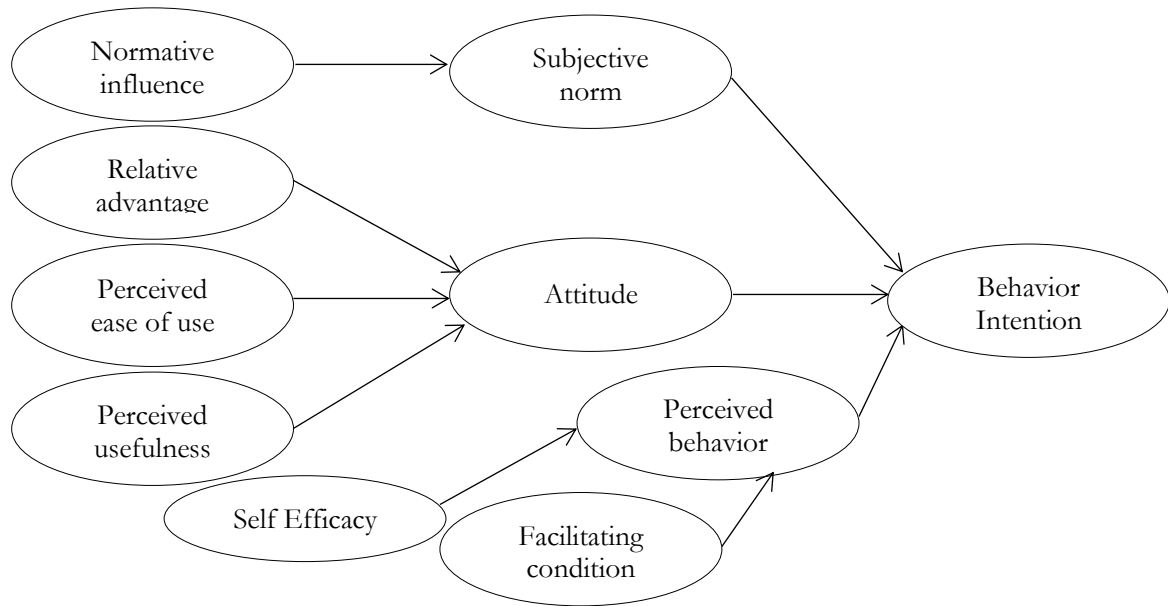 Normative
influence
Subjective
norm
Relative
advantage
Perceived
ease of use
Attitude
Behavior
Intention
Perceived
usefulness
Perceived
behavior
Self Efficacy
Facilitating
condition